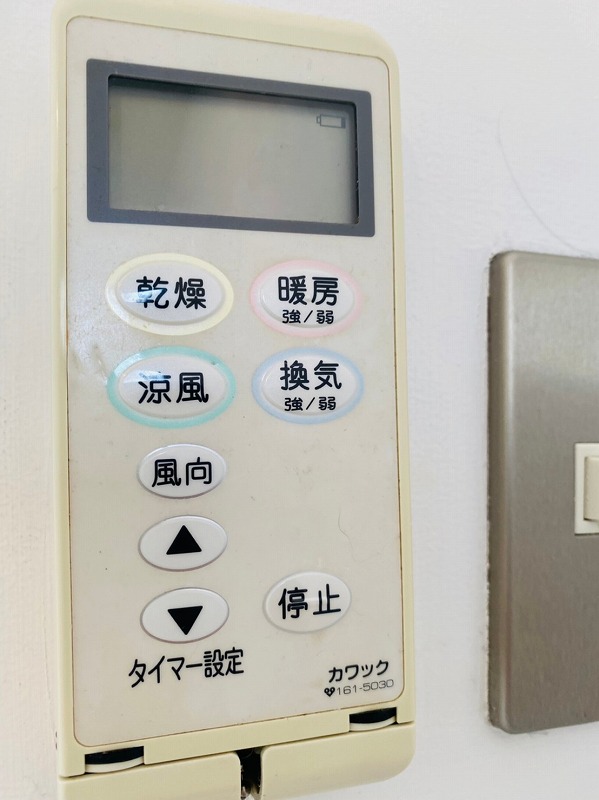 乾燥
暖房
強/弱
涼風
換気
強/弱
風向
▲
▼
停止
タイマー設定
カワック
161-5030